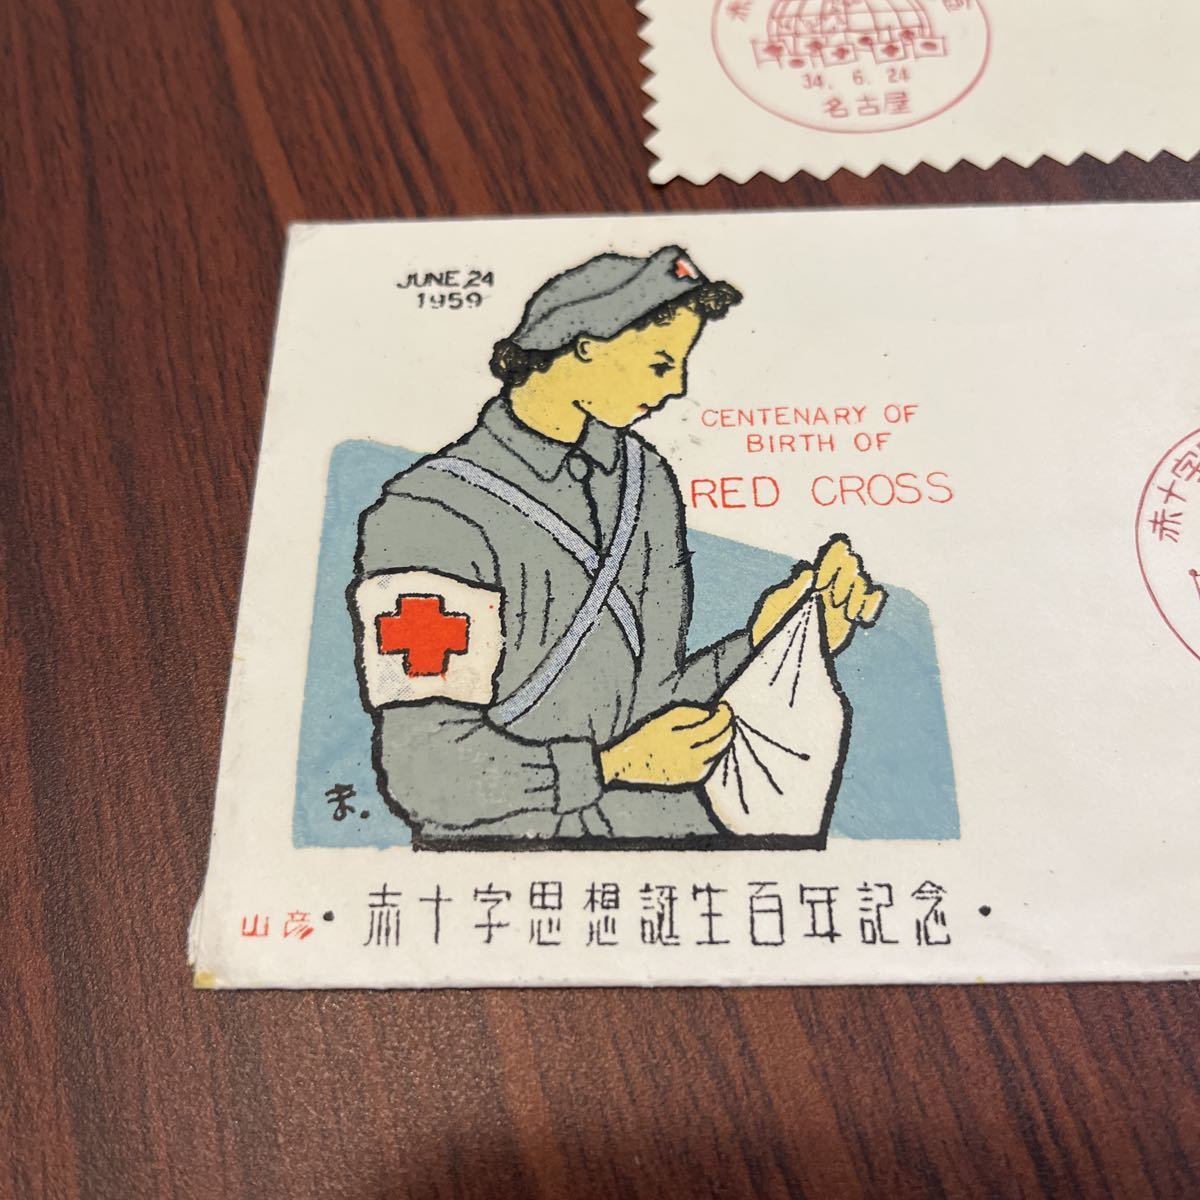 34. 6. 24
名古屋
JUNE 24
1959
CENTENARY OF
BIRTH OF
RED CROSS
赤十字
山彦・赤十字思想誕生百年記念・